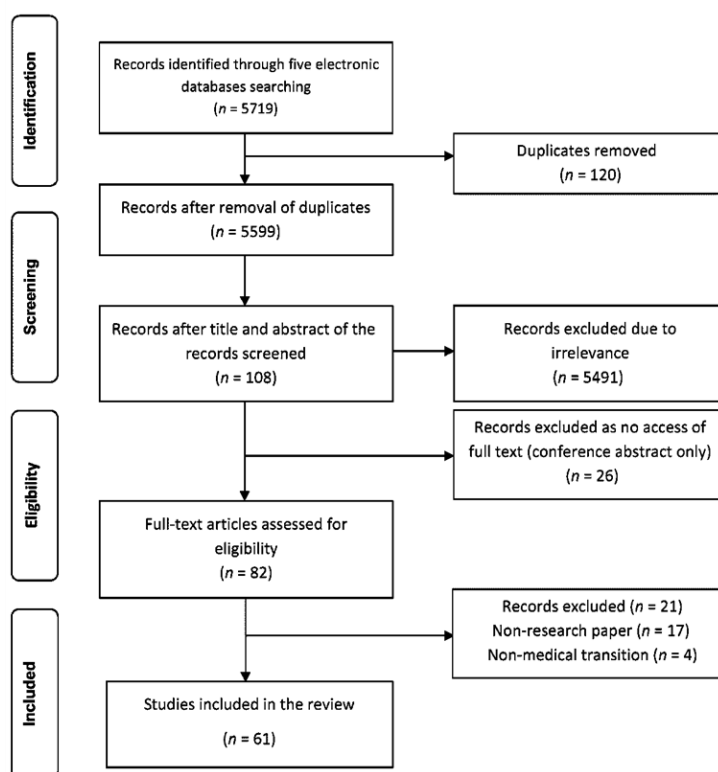 Identification
Records identified through five electronic
databases searching
(n = 5719)
Duplicates removed
(n = 120)
Records after removal of duplicates
(n = 5599)
Screening
Records after title and abstract of the
records screened
(n = 108)
Records excluded due to
irrelevance
(n = 5491)
Records excluded as no access of
full text (conference abstract only)
(n = 26)
Eligibility
Full-text articles assessed for
eligibility
(n = 82)
Records excluded (n = 21)
Non-research paper (n = 17)
Non-medical transition (n = 4)
Included
Studies included in the review
(n = 61)